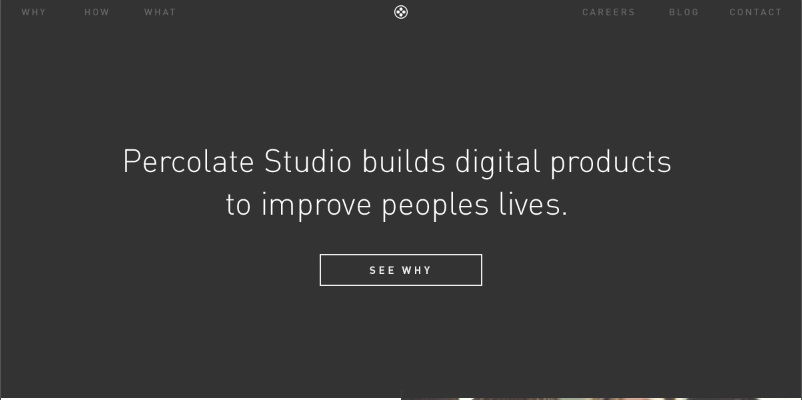 WHY HOW WHAT CAREERS BLOG CONTACT
Percolate Studio builds digital products
to improve peoples lives.
SEE WHY